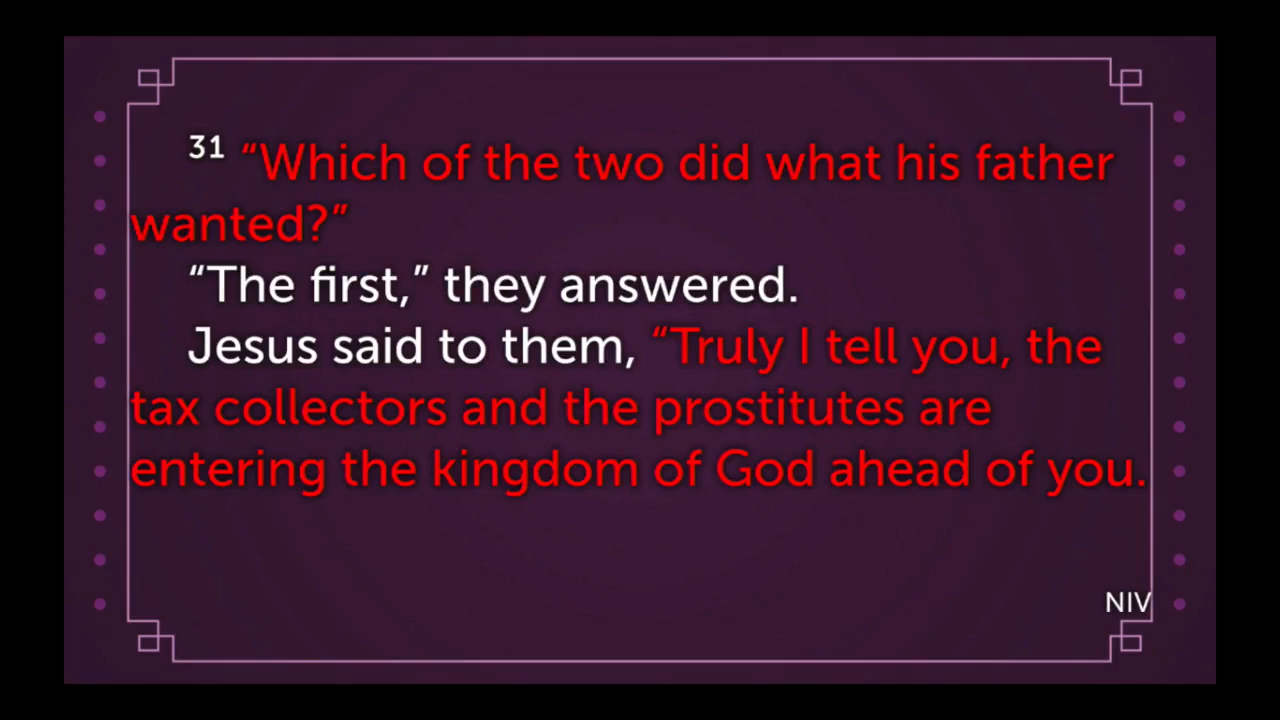 31 “Which of the two did what his father
wanted?”
“The first,” they answered.
Jesus said to them, “Truly I tell you, the
tax collectors and the prostitutes are
entering the kingdom of God ahead of you.
NIV